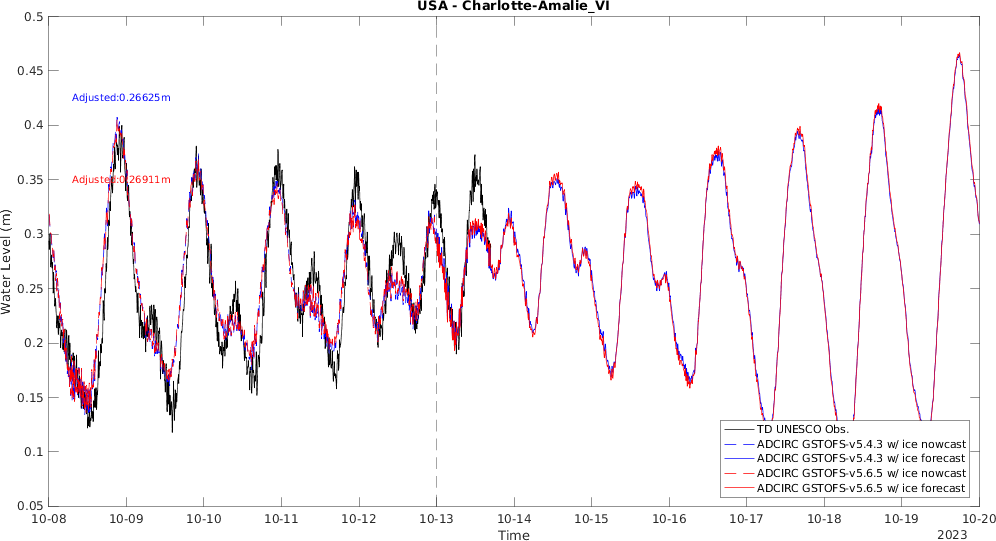 USA - Charlotte-Amalie_VI
0.5
0.45
0.4
0.35
0.3
0.25
0.2
0.15
0.1
0.05
Water Level (m)
Adjusted:0.26625m
Adjusted:0.26911m
TD UNESCO Obs.
ADCIRC GSTOFS-v5.4.3 w/ ice nowcast
ADCIRC GSTOFS-v5.4.3 w/ ice forecast
ADCIRC GSTOFS-v5.6.5 w/ ice nowcast
ADCIRC GSTOFS-v5.6.5 w/ ice forecast
10-08 10-09 10-10 10-11 10-12 10-13 10-14 10-15 10-16 10-17 10-18 10-19 10-20
Time
2023